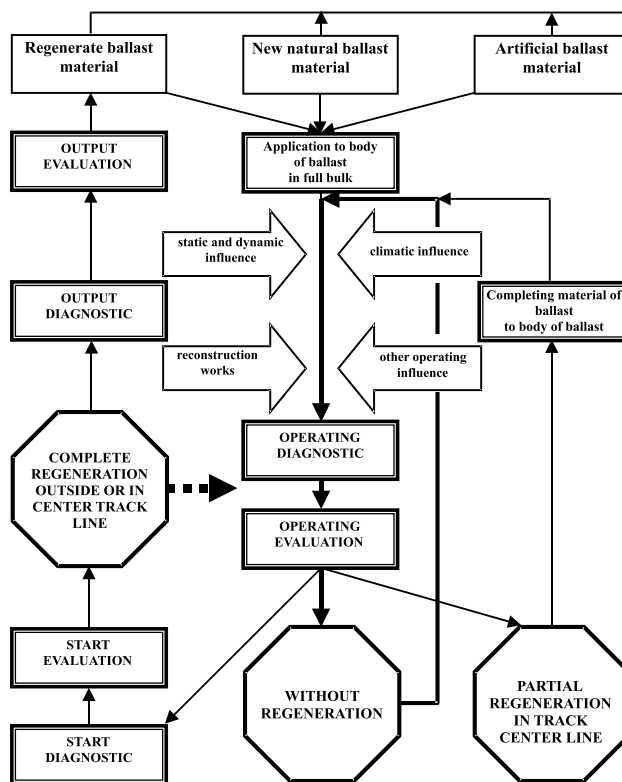 Regenerate ballast
material
New natural ballast
material
Artificial ballast
material
OUTPUT
EVALUATION
Application to body
of ballast
in full bulk
static and dynamic
influence
climatic influence
OUTPUT
DIAGNOSTIC
Completing material of
ballast
to body of ballast
reconstruction
works
other operating
influence
COMPLETE
REGENERATION
OUTSIDE OR IN
CENTER TRACK
LINE
OPERATING
DIAGNOSTIC
OPERATING
EVALUATION
START
EVALUATION
WITHOUT
REGENERATION
PARTIAL
REGENERATION
IN TRACK
CENTER LINE
START
DIAGNOSTIC